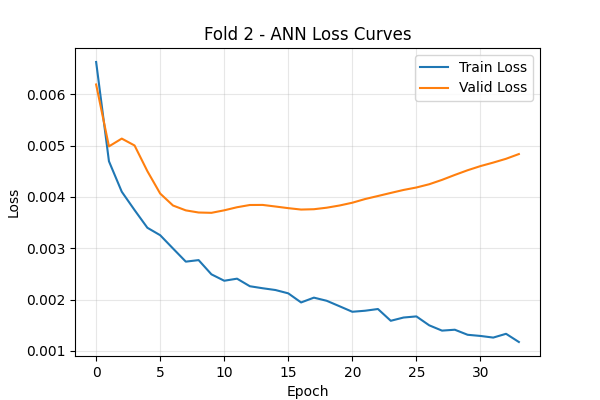 Fold 2 - ANN Loss Curves
Train Loss
Valid Loss
0.006
0.005
0.004
0.003
0.002
0.001
Loss
0 5 10 15 20 25 30
Epoch